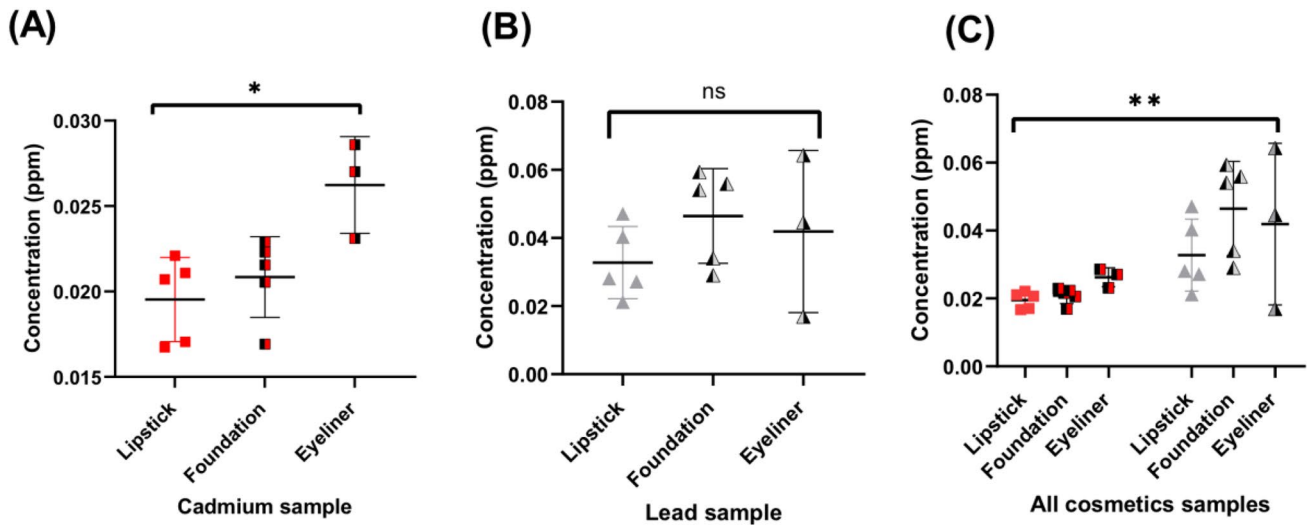 (A)
*
Concentration (ppm)
0.030
0.025
0.020
0.015
Lipstick
Foundation
Eyeliner
Cadmium sample
(B)
ns
Concentration (ppm)
0.08
0.06
0.04
0.02
0.00
Lipstick
Foundation
Eyeliner
Lead sample
(C)
**
Concentration (ppm)
0.08
0.06
0.04
0.02
0.00
Lipstick
Foundation
Eyeliner
Lipstick
Foundation
Eyeliner
All cosmetics samples